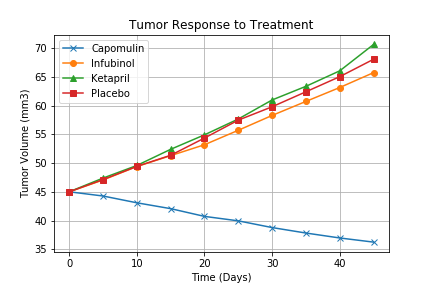 Tumor Response to Treatment
Capomulin
Infubinol
Ketapril
Placebo
Tumor Volume (mm3)
70
65
60
55
50
45
40
35
0
10
20
30
40
Time (Days)